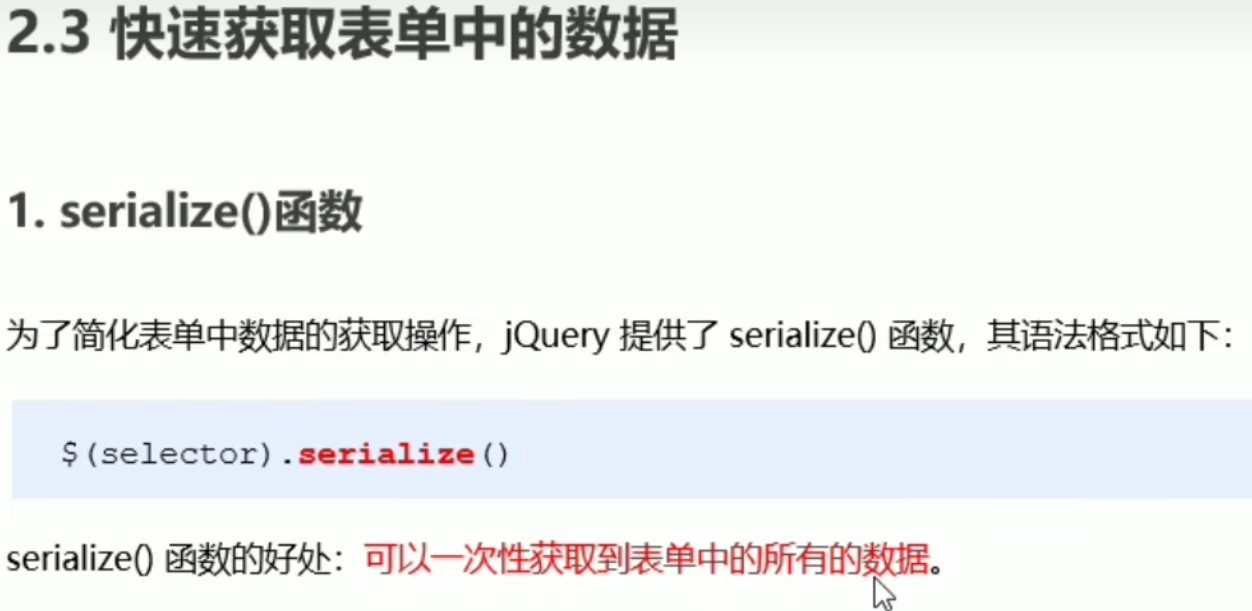 2.3 快速获取表单中的数据
1. serialize()函数
为了简化表单中数据的获取操作，jQuery 提供了 serialize() 函数，其语法格式如下：
$(selector).serialize()
serialize() 函数的好处：可以一次性获取到表单中的所有的数据。